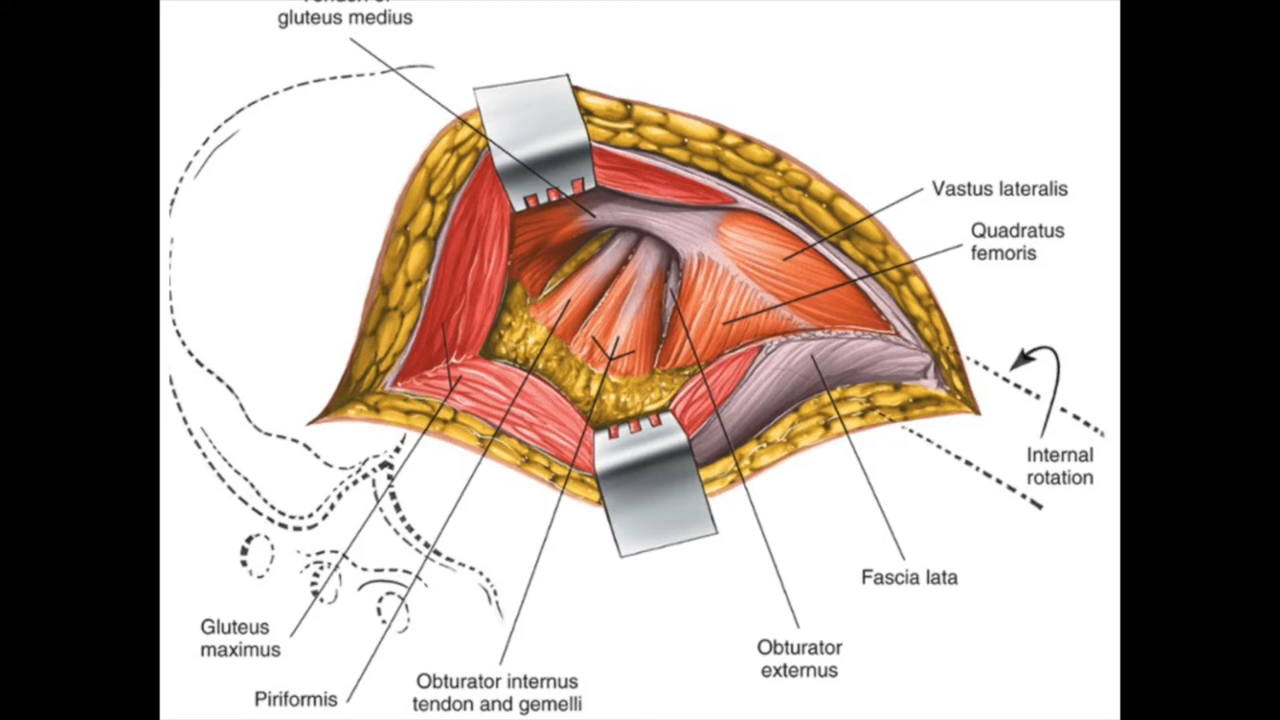 gluteus medius
Vastus lateralis
Quadratus
femoris
Internal
rotation
Fascia lata
Gluteus
maximus
Obturator
externus
Piriformis
Obturator internus
tendon and gemelli